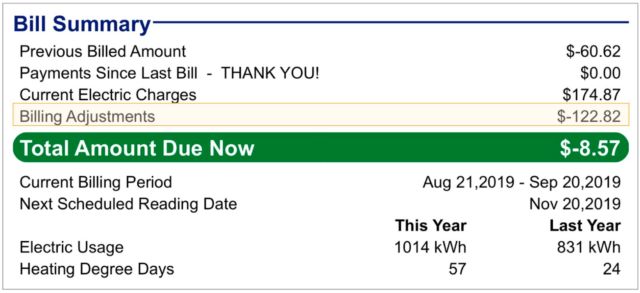 Bill Summary
Previous Billed Amount $-60.62
Payments Since Last Bill - THANK YOU! $0.00
Current Electric Charges $174.87
Billing Adjustments $-122.82
Total Amount Due Now $-8.57
Current Billing Period Aug 21,2019 - Sep 20,2019
Next Scheduled Reading Date Nov 20,2019
This Year Last Year
Electric Usage 1014 kWh 831 kWh
Heating Degree Days 57 24